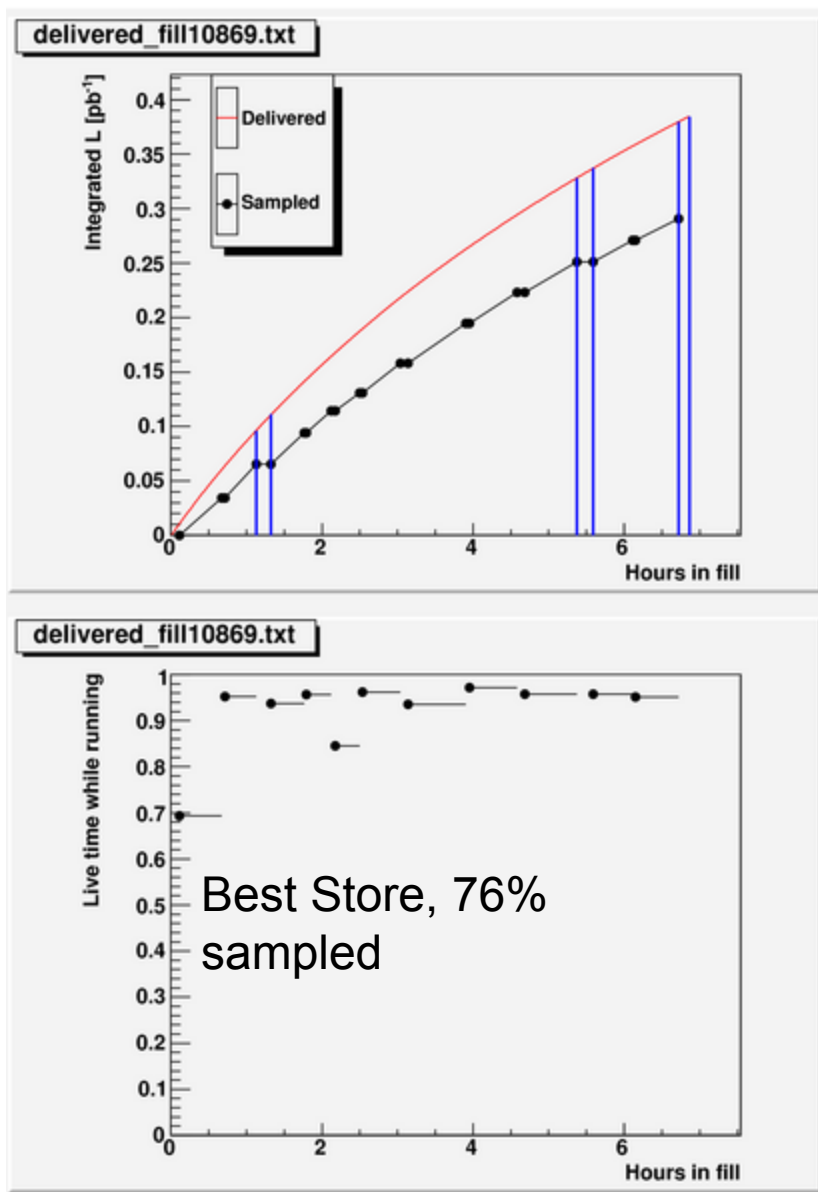 delivered_fill10869.txt
Integrated L [pb-1]
0.4
0.35
0.3
0.25
0.2
0.15
0.1
0.05
0
Delivered
Sampled
0 2 4 6
Hours in fill
delivered_fill10869.txt
Live time while running
1
0.9
0.8
0.7
0.6
0.5
0.4
0.3
0.2
0.1
0
Best Store, 76%
sampled
0 2 4 6
Hours in fill